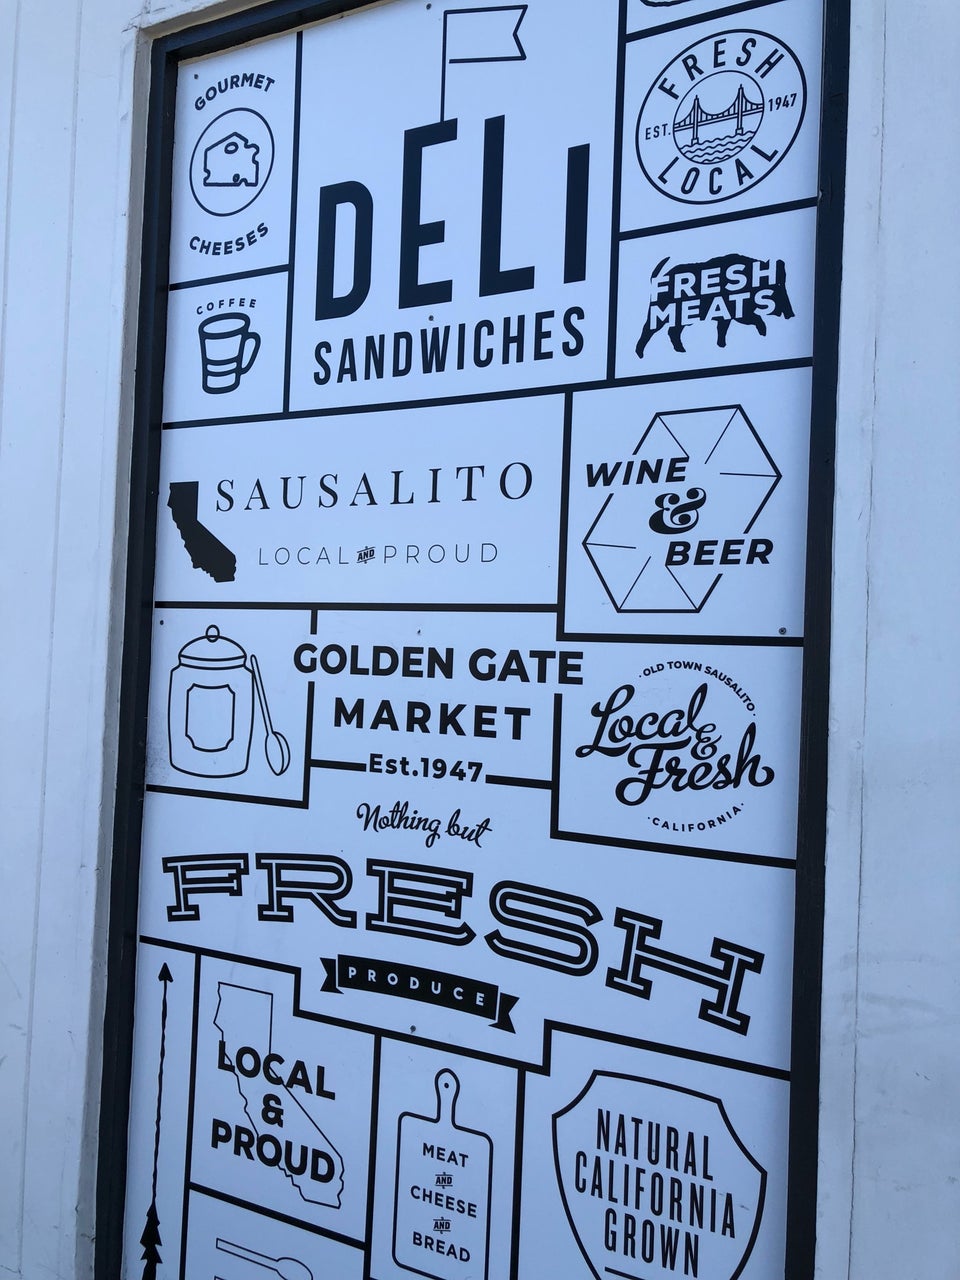 GOURMET
CHEESES
DELI
SANDWICHES
FRESH
EST. 1947
LOCAL
COFFEE
FRESH
MEATS
SAUSALITO
LOCAL AND PROUD
WINE
&
BEER
GOLDEN GATE
MARKET
Est.1947
·OLD TOWN SAUSALITO·
Local
&
Fresh
·CALIFORNIA·
Nothing but
FRESH
PRODUCE
LOCAL
&
PROUD
MEAT
AND
CHEESE
AND
BREAD
NATURAL
CALIFORNIA
GROWN